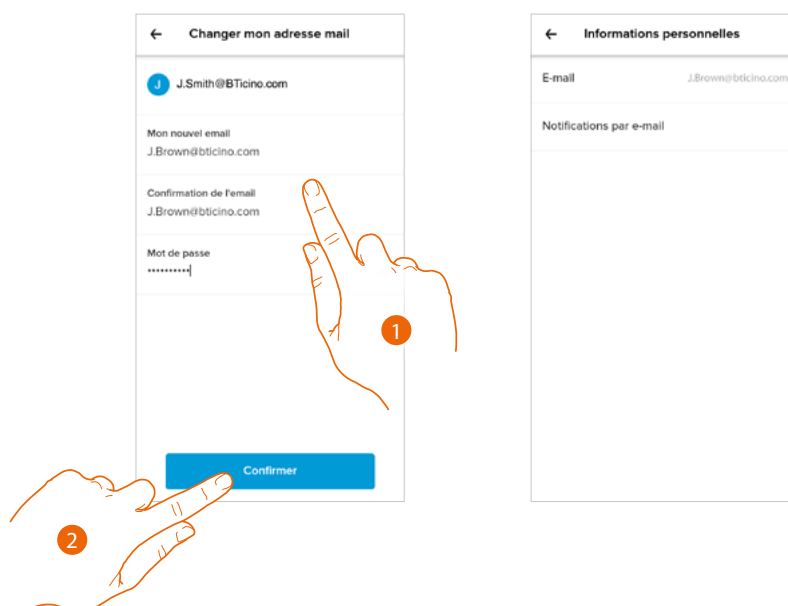 ← Changer mon adresse mail
J J.Smith@BTicino.com
Mon nouvel email
J.Brown@bticino.com
Confirmation de l'email
J.Brown@bticino.com
Mot de passe
••••••••••
Confirmer
1
2
← Informations personnelles
E-mail J.Brown@bticino.com
Notifications par e-mail